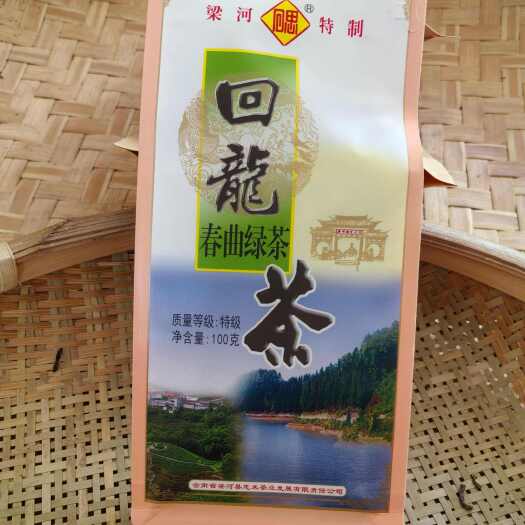 梁河 特制
回龍
春曲绿茶
茶
质量等级:特级
净含量:100克